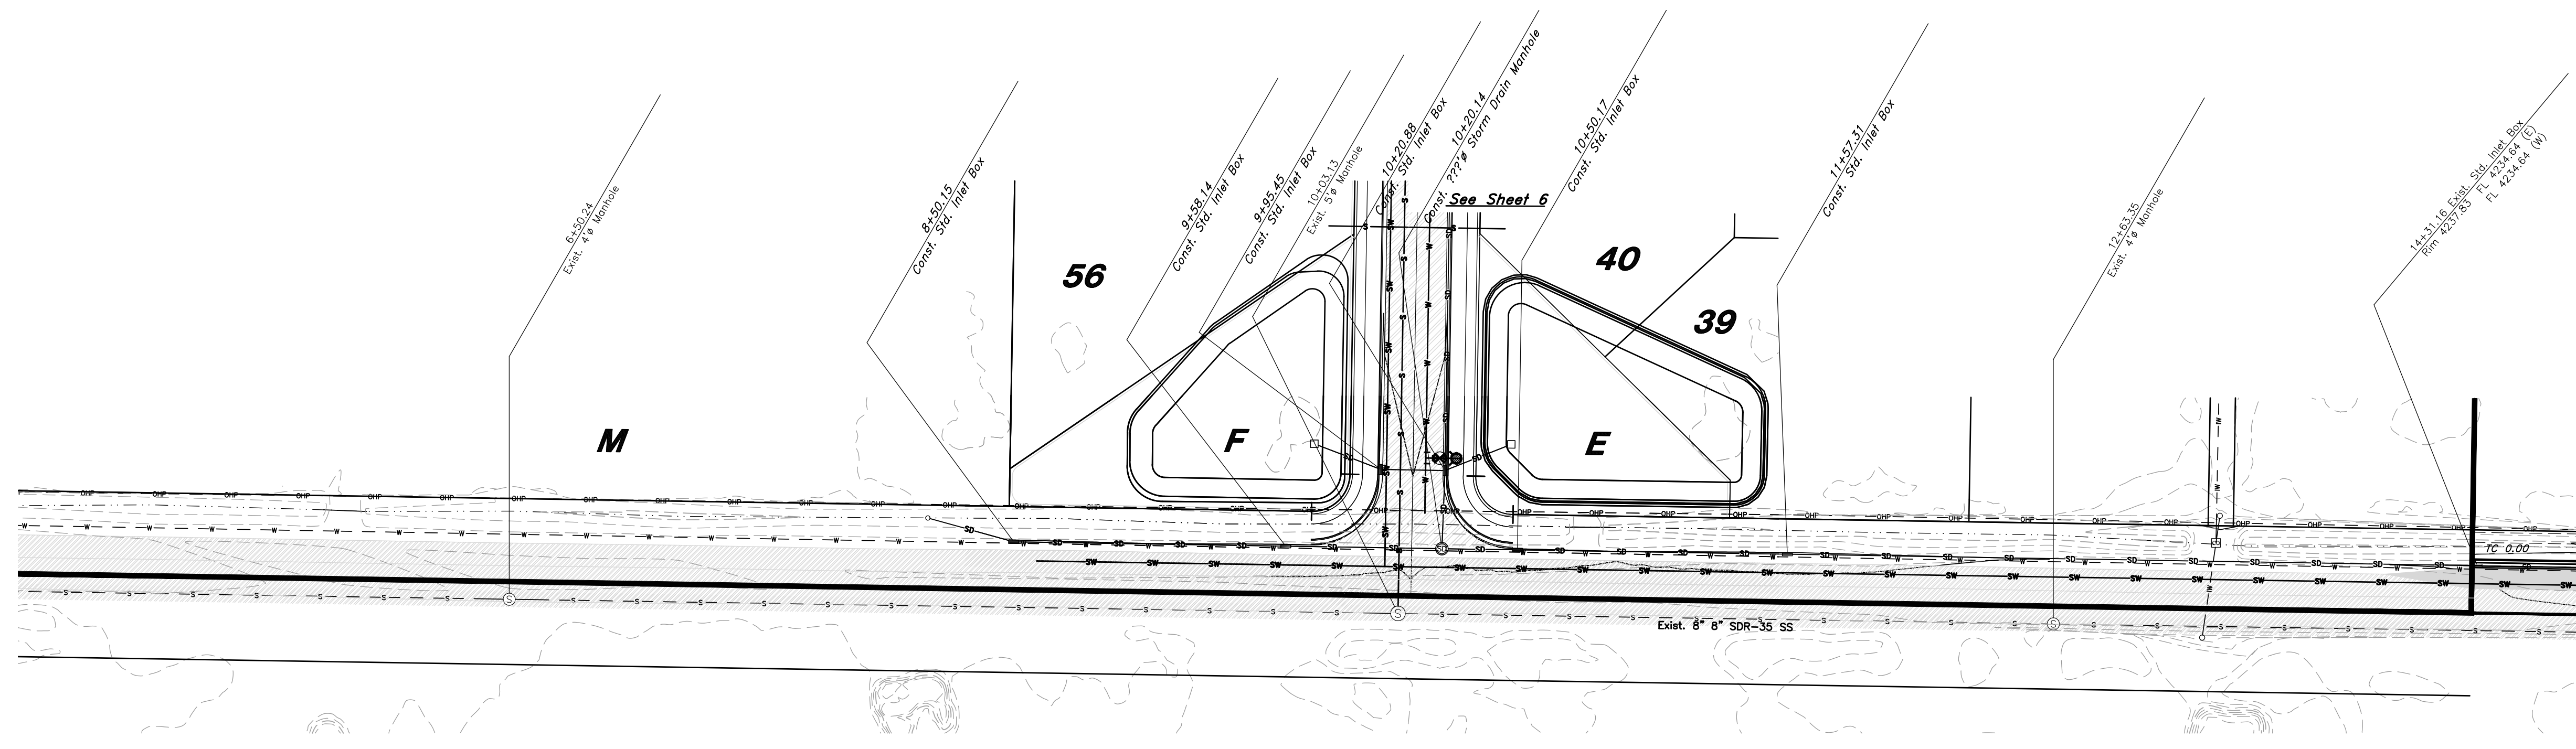 6+50.24
Exist. 4'ø Manhole
8+50.15
Const. Std. Inlet Box
9+58.14
Const. Std. Inlet Box
9+95.45
Const. Std. Inlet Box
10+03.13
Exist. 5'ø Manhole
10+20.88
Const. Std. Inlet Box
10+20.14
Const. ???'ø Storm Drain Manhole
10+50.17
Const. Std. Inlet Box
11+57.31
Const. Std. Inlet Box
12+63.35
Exist. 4'ø Manhole
14+31.16 Exist. Std. Inlet Box
Rim 4237.83
FL 4234.64 (E)
FL 4234.64 (W)
See Sheet 6
56
40
39
M
F
E
OHP
W
SD
SW
S
IW
TC 0.00
Exist. 8" 8" SDR-35 SS